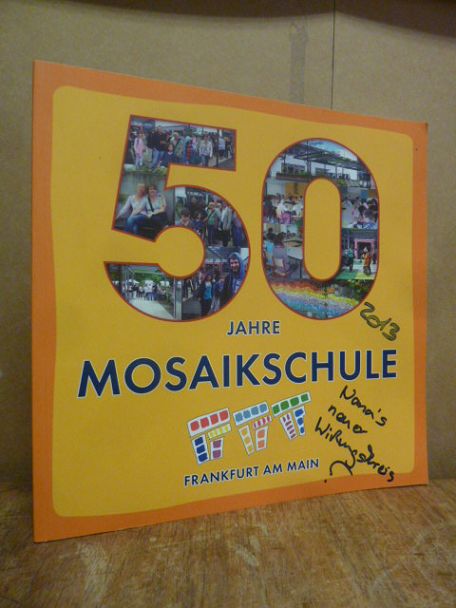 50
JAHRE
2013
MOSAIKSCHULE
Nana's
neuer
Wirkungskreis
?
FRANKFURT AM MAIN